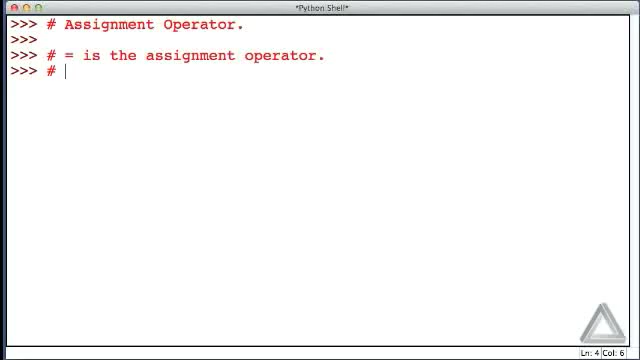 *Python Shell*
>>> # Assignment Operator.
>>>
>>> # = is the assignment operator.
>>> #
Ln: 4 Col: 6